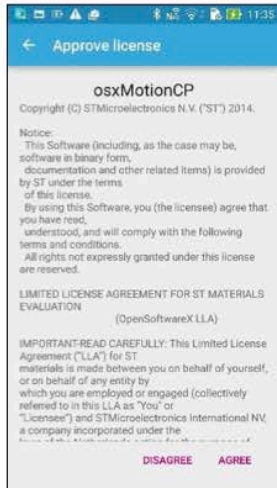 11:35
Approve license
osxMotionCP
Copyright (C) STMicroelectronics N.V. ("ST") 2014.
Notice:
This Software (including, as the case may be,
software in binary form,
documentation and other related items) is provided
by ST under the terms
of this license.
By using this Software, you (the licensee) agree that
you have read,
understood, and will comply with the following
terms and conditions.
All rights not expressly granted under this license
are reserved.
LIMITED LICENSE AGREEMENT FOR ST MATERIALS
EVALUATION
(OpenSoftwareX LLA)
IMPORTANT-READ CAREFULLY: This Limited License
Agreement ("LLA") for ST
materials is made between you on behalf of yourself,
or on behalf of any entity by
which you are employed or engaged (collectively
referred to in this LLA as "You" or
"Licensee") and STMicroelectronics International NV,
a company incorporated under the
DISAGREE AGREE